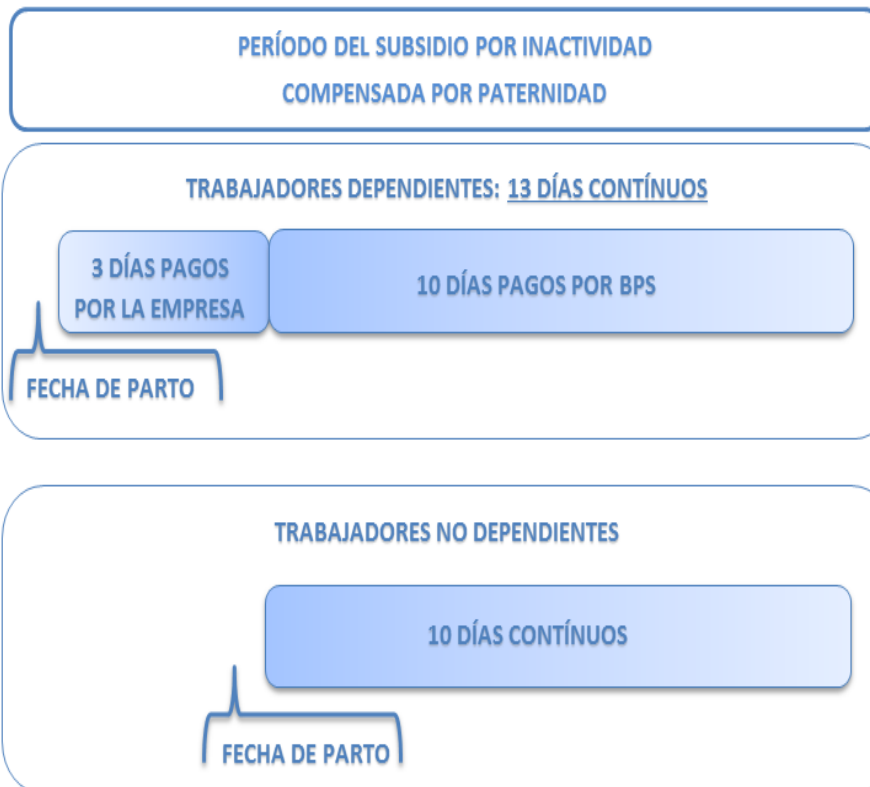 PERÍODO DEL SUBSIDIO POR INACTIVIDAD
COMPENSADA POR PATERNIDAD
TRABAJADORES DEPENDIENTES: 13 DÍAS CONTÍNUOS
3 DÍAS PAGOS
POR LA EMPRESA
10 DÍAS PAGOS POR BPS
FECHA DE PARTO
TRABAJADORES NO DEPENDIENTES
10 DÍAS CONTÍNUOS
FECHA DE PARTO